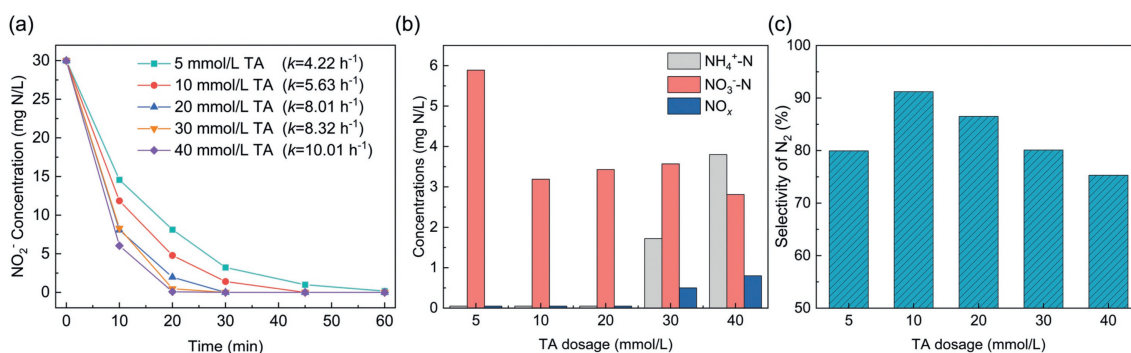 (a)
NO₂⁻ Concentration (mg N/L)
35
30
25
20
15
10
5
0
5 mmol/L TA (k=4.22 h⁻¹)
10 mmol/L TA (k=5.63 h⁻¹)
20 mmol/L TA (k=8.01 h⁻¹)
30 mmol/L TA (k=8.32 h⁻¹)
40 mmol/L TA (k=10.01 h⁻¹)
0 10 20 30 40 50 60
Time (min)
(b)
Concentrations (mg N/L)
6
5
4
3
2
1
0
NH₄⁺-N
NO₃⁻-N
NOₓ
5 10 20 30 40
TA dosage (mmol/L)
(c)
Selectivity of N₂ (%)
100
90
80
70
60
50
5 10 20 30 40
TA dosage (mmol/L)